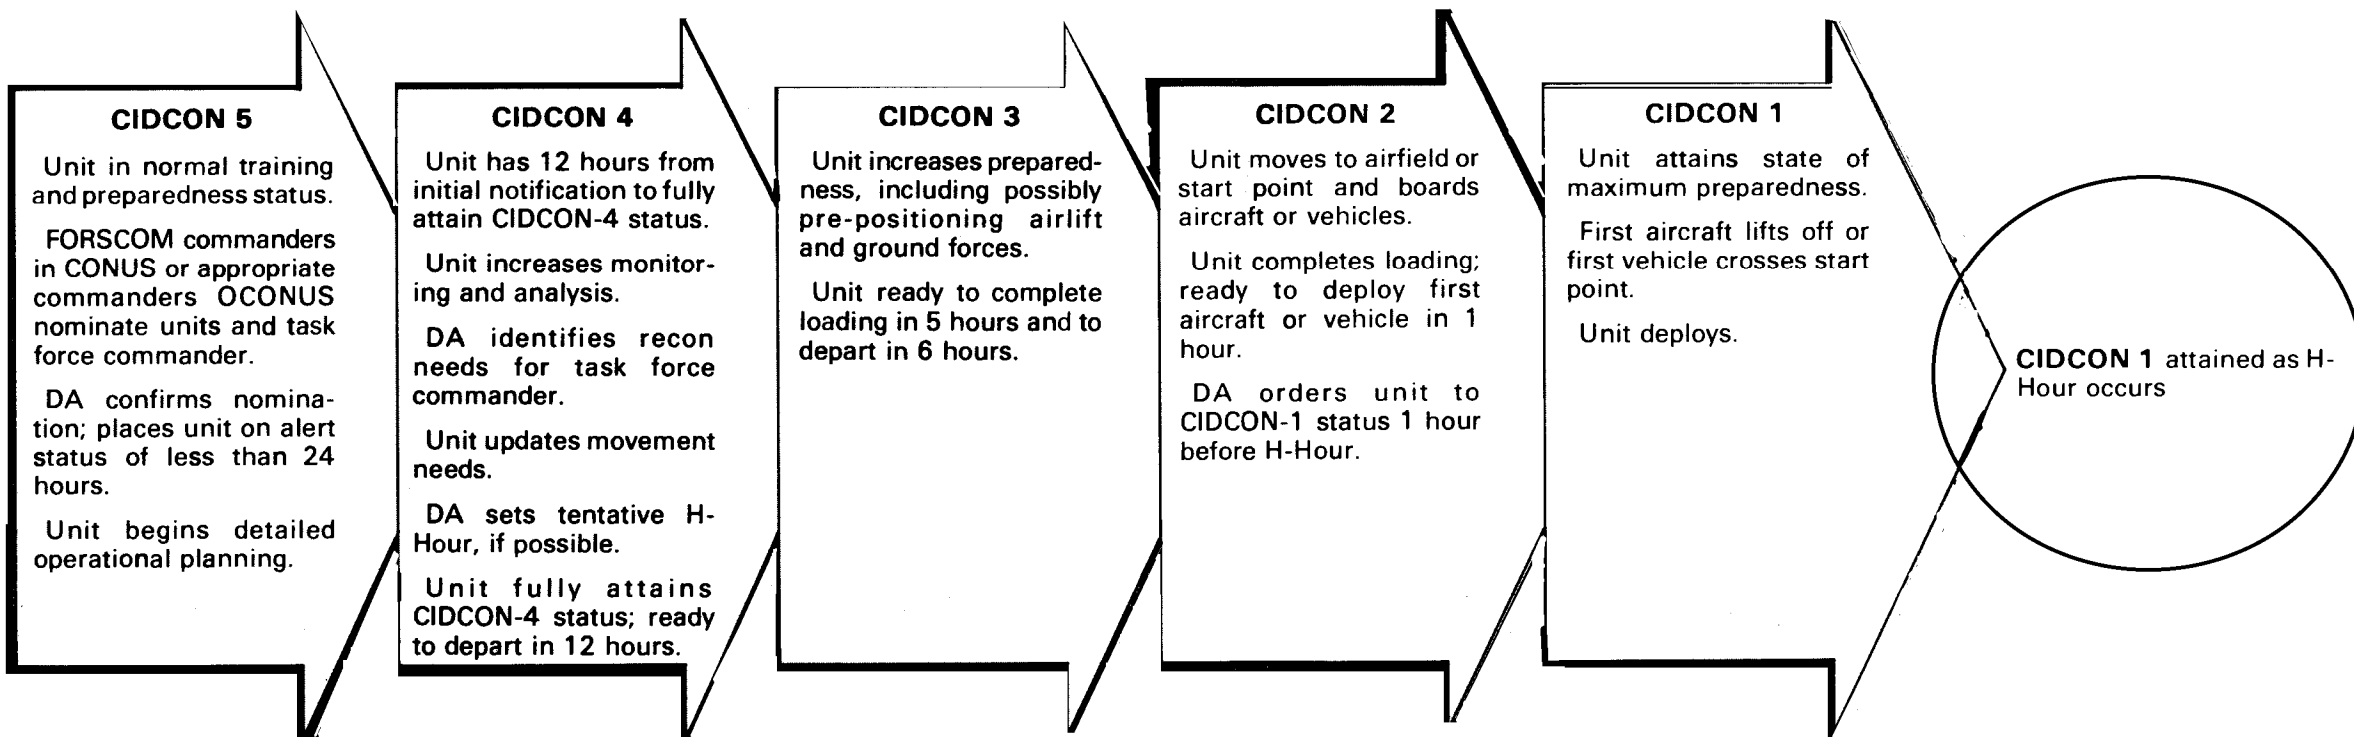 CIDCON 5
Unit in normal training
and preparedness status.
FORSCOM commanders
in CONUS or appropriate
commanders OCONUS
nominate units and task
force commander.
DA confirms nomina-
tion; places unit on alert
status of less than 24
hours.
Unit begins detailed
operational planning.
CIDCON 4
Unit has 12 hours from
initial notification to fully
attain CIDCON-4 status.
Unit increases monitor-
ing and analysis.
DA identifies recon
needs for task force
commander.
Unit updates movement
needs.
DA sets tentative H-
Hour, if possible.
Unit fully attains
CIDCON-4 status; ready
to depart in 12 hours.
CIDCON 3
Unit increases prepared-
ness, including possibly
pre-positioning airlift
and ground forces.
Unit ready to complete
loading in 5 hours and to
depart in 6 hours.
CIDCON 2
Unit moves to airfield or
start point and boards
aircraft or vehicles.
Unit completes loading;
ready to deploy first
aircraft or vehicle in 1
hour.
DA orders unit to
CIDCON-1 status 1 hour
before H-Hour.
CIDCON 1
Unit attains state of
maximum preparedness.
First aircraft lifts off or
first vehicle crosses start
point.
Unit deploys.
CIDCON 1 attained as H-
Hour occurs